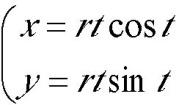 x = rt cos t
y = rt sin t